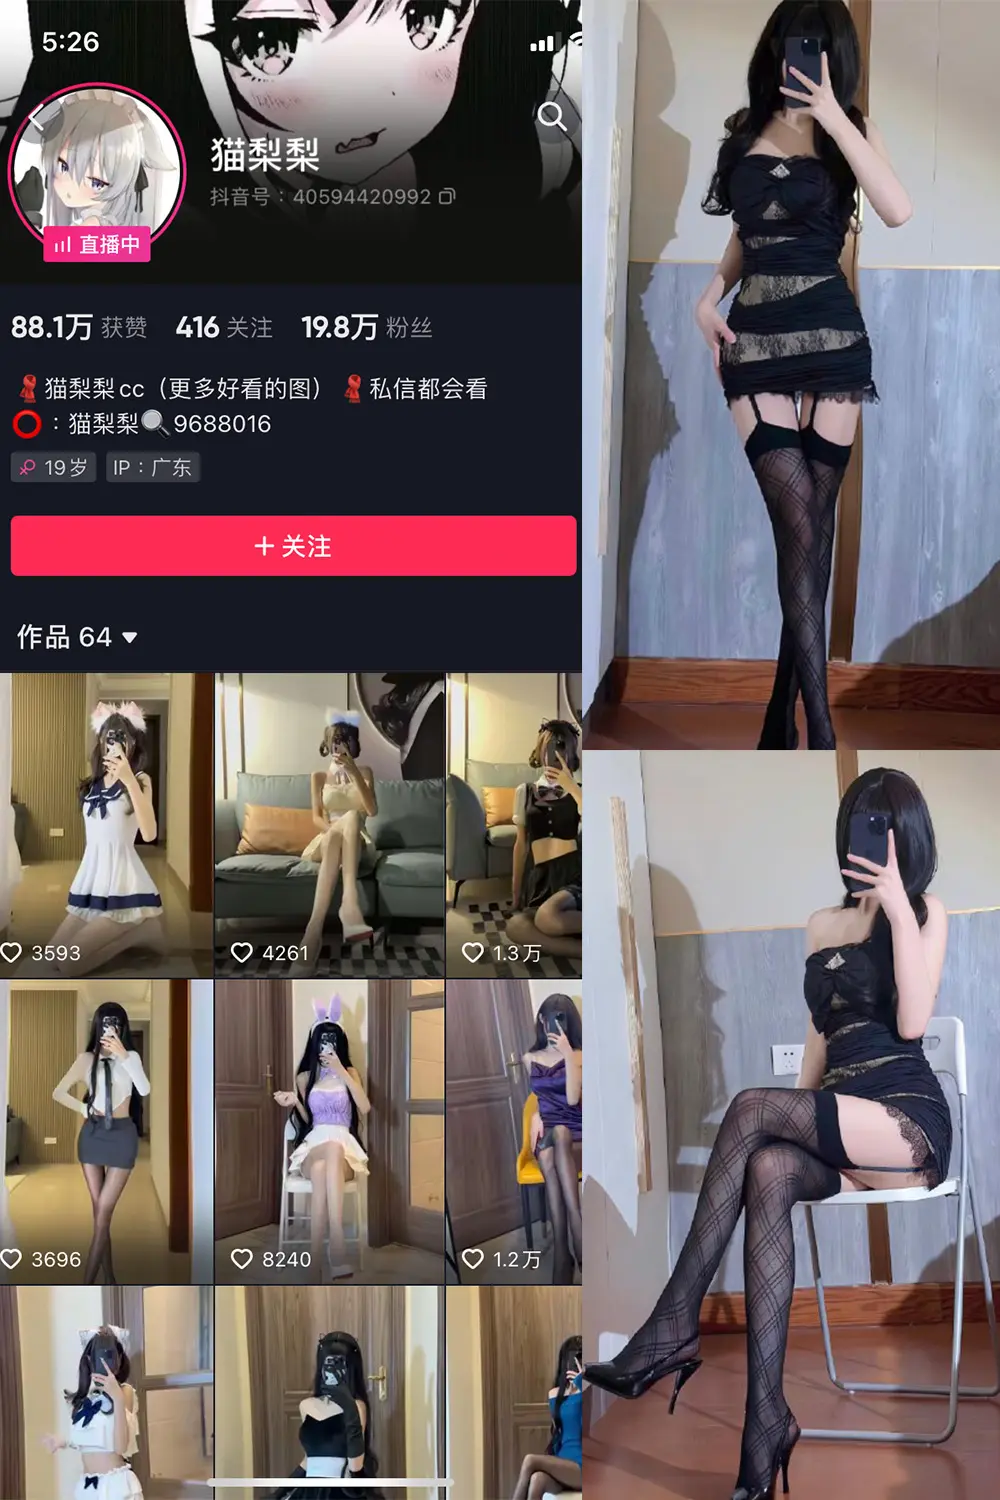 5:26
猫梨梨
抖音号：40594420992
直播中
88.1万 获赞 416 关注 19.8万 粉丝
猫梨梨cc（更多好看的图） 私信都会看
：猫梨梨 9688016
19岁 IP：广东
+ 关注
作品 64
3593 4261 1.3万
3696 8240 1.2万